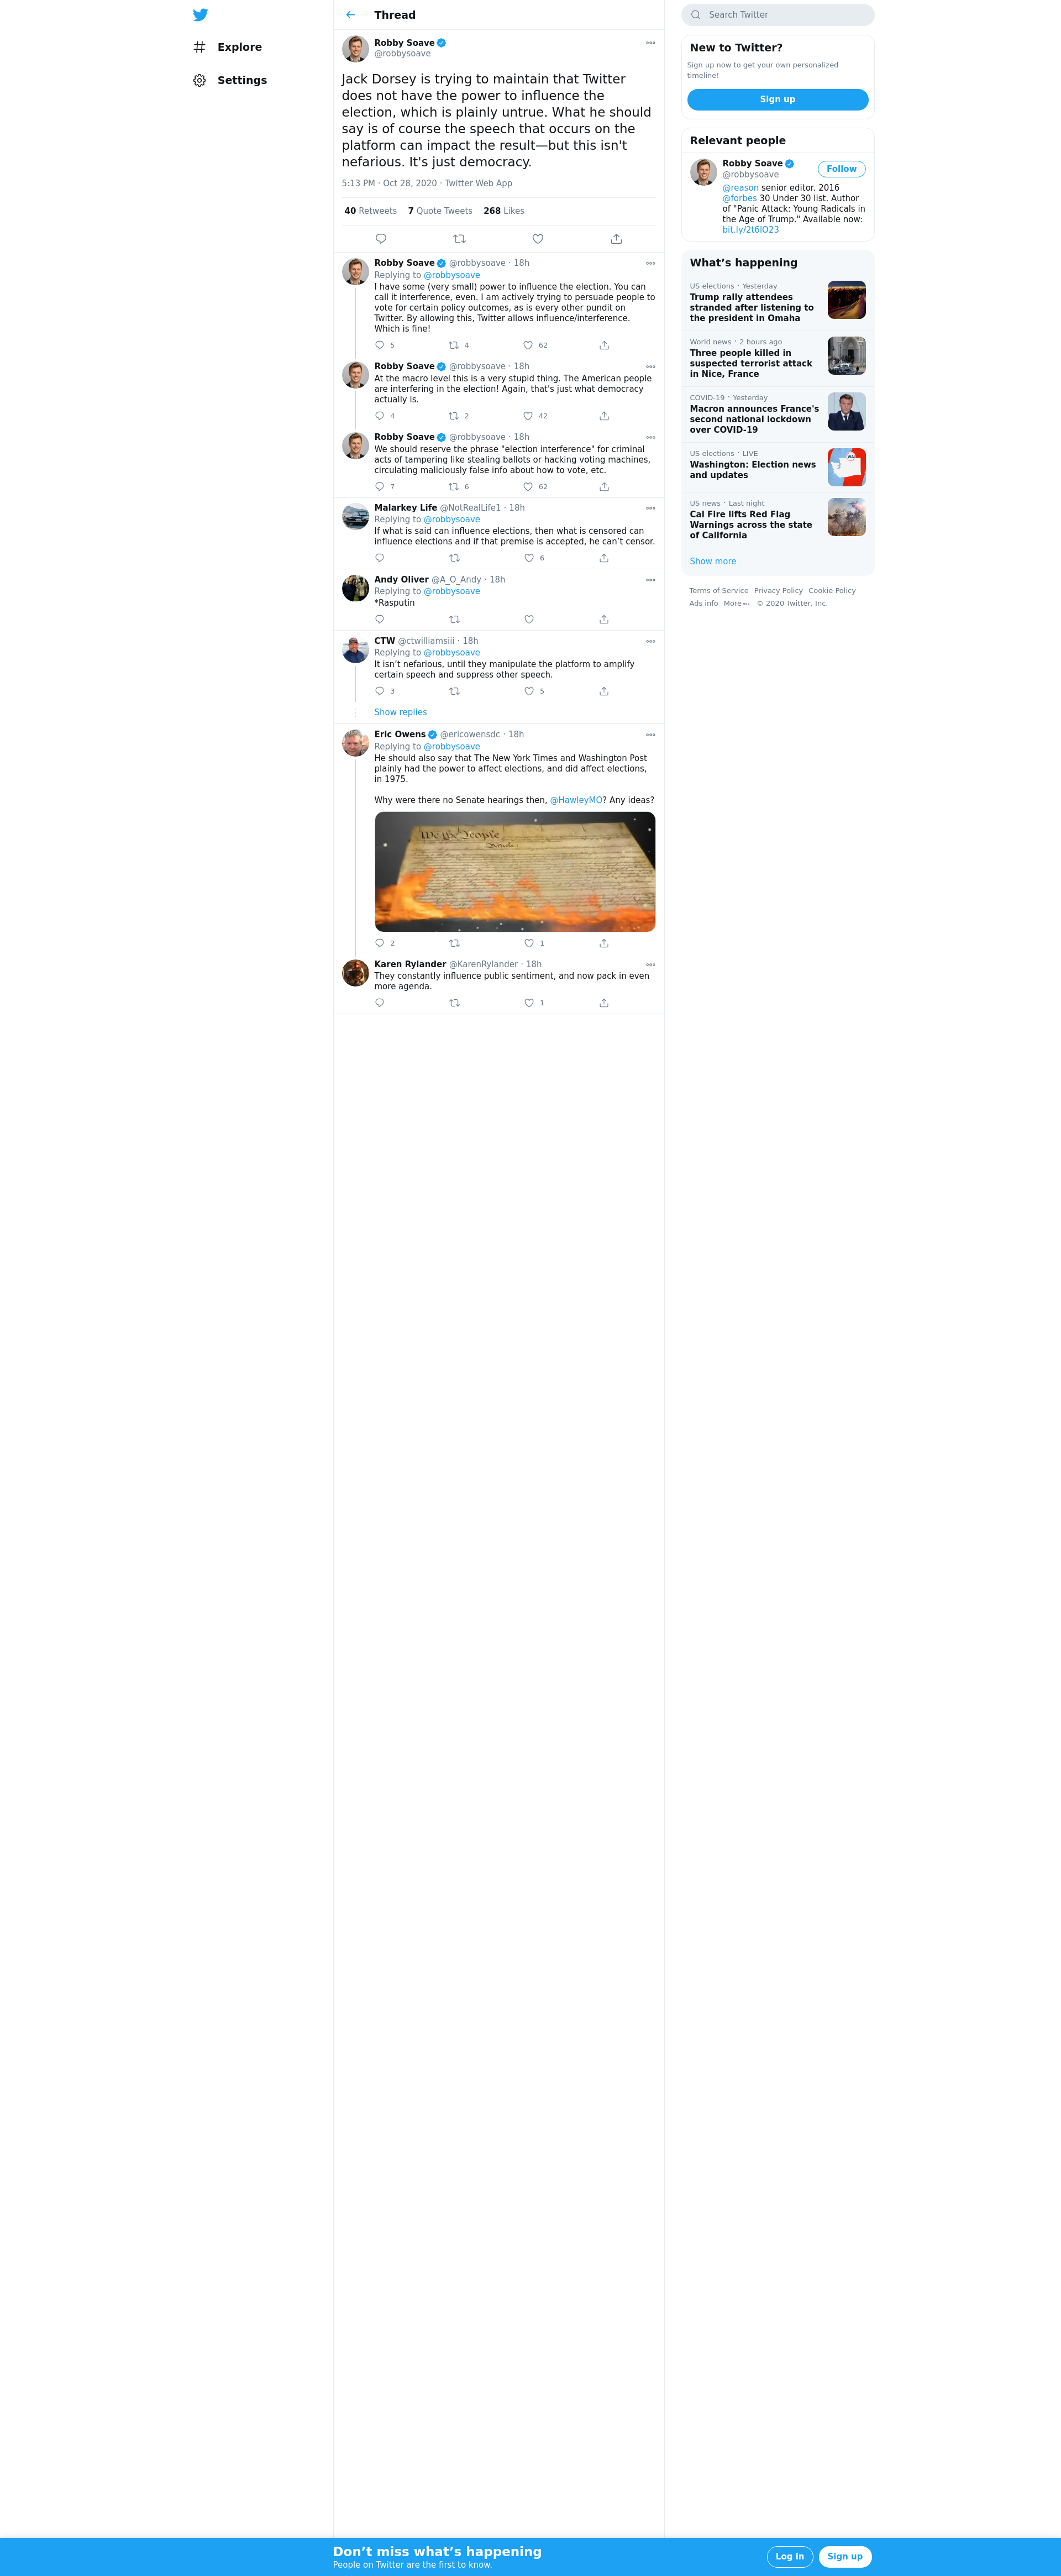 Explore
Settings
Thread
Robby Soave
@robbysoave
Jack Dorsey is trying to maintain that Twitter
does not have the power to influence the
election, which is plainly untrue. What he should
say is of course the speech that occurs on the
platform can impact the result—but this isn't
nefarious. It's just democracy.
5:13 PM · Oct 28, 2020 · Twitter Web App
40 Retweets 7 Quote Tweets 268 Likes
Robby Soave @robbysoave · 18h
Replying to @robbysoave
I have some (very small) power to influence the election. You can
call it interference, even. I am actively trying to persuade people to
vote for certain policy outcomes, as is every other pundit on
Twitter. By allowing this, Twitter allows influence/interference.
Which is fine!
5 4 62
Robby Soave @robbysoave · 18h
At the macro level this is a very stupid thing. The American people
are interfering in the election! Again, that's just what democracy
actually is.
4 2 42
Robby Soave @robbysoave · 18h
We should reserve the phrase "election interference" for criminal
acts of tampering like stealing ballots or hacking voting machines,
circulating maliciously false info about how to vote, etc.
7 6 62
Malarkey Life @NotRealLife1 · 18h
Replying to @robbysoave
If what is said can influence elections, then what is censored can
influence elections and if that premise is accepted, he can’t censor.
6
Andy Oliver @A_O_Andy · 18h
Replying to @robbysoave
*Rasputin
CTW @ctwilliamsiii · 18h
Replying to @robbysoave
It isn’t nefarious, until they manipulate the platform to amplify
certain speech and suppress other speech.
3 5
Show replies
Eric Owens @ericowensdc · 18h
Replying to @robbysoave
He should also say that The New York Times and Washington Post
plainly had the power to affect elections, and did affect elections,
in 1975.
Why were there no Senate hearings then, @HawleyMO? Any ideas?
We the People
2 1
Karen Rylander @KarenRylander · 18h
They constantly influence public sentiment, and now pack in even
more agenda.
1
Search Twitter
New to Twitter?
Sign up now to get your own personalized
timeline!
Sign up
Relevant people
Robby Soave
@robbysoave
Follow
@reason senior editor. 2016
@forbes 30 Under 30 list. Author
of "Panic Attack: Young Radicals in
the Age of Trump." Available now:
bit.ly/2t6lO23
What’s happening
US elections · Yesterday
Trump rally attendees
stranded after listening to
the president in Omaha
World news · 2 hours ago
Three people killed in
suspected terrorist attack
in Nice, France
COVID-19 · Yesterday
Macron announces France's
second national lockdown
over COVID-19
US elections · LIVE
Washington: Election news
and updates
US news · Last night
Cal Fire lifts Red Flag
Warnings across the state
of California
Show more
Terms of Service Privacy Policy Cookie Policy
Ads info More © 2020 Twitter, Inc.
Don’t miss what’s happening
People on Twitter are the first to know.
Log in
Sign up